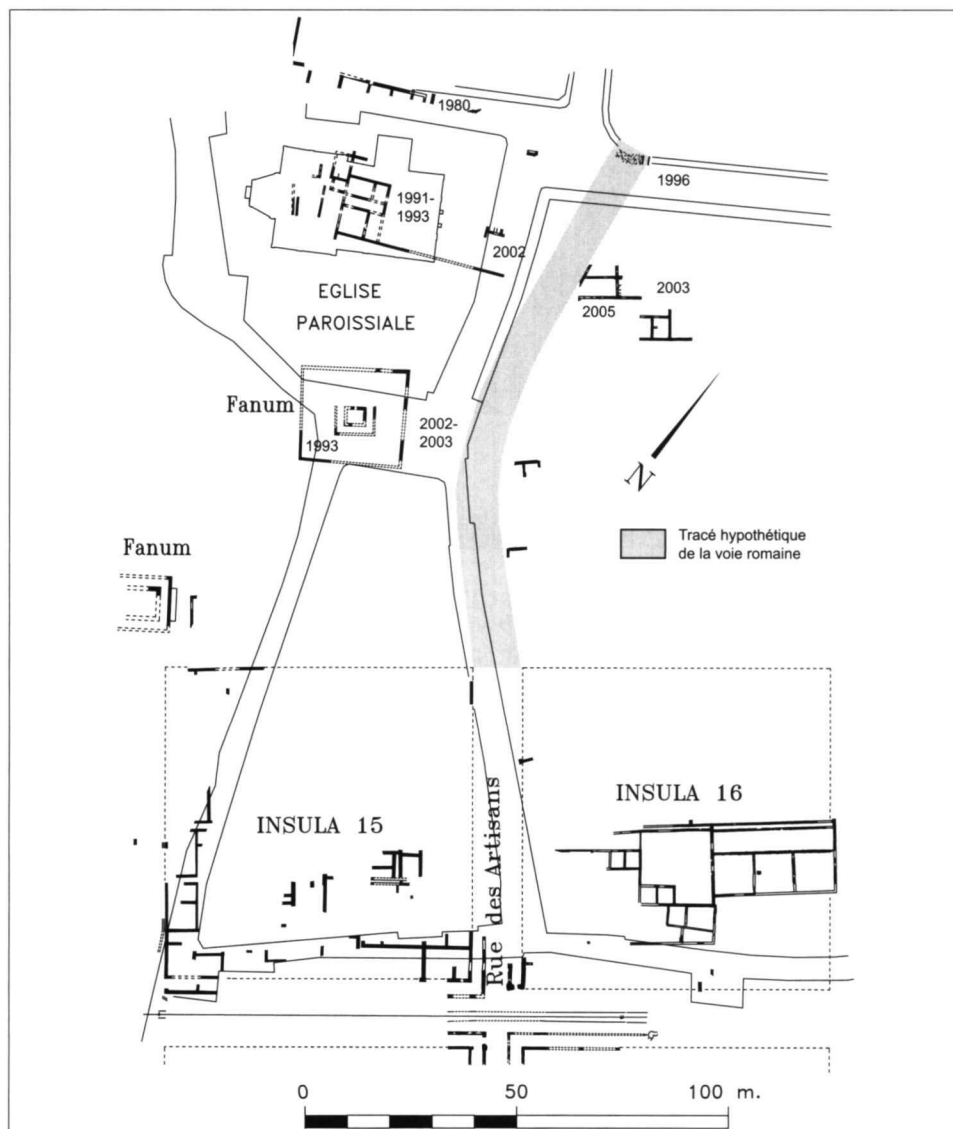 1980
1996
1991-
1993
2002
EGLISE
PAROISSIALE
2003
2005
Fanum
1993
2002-
2003
N
Fanum
Tracé hypothétique
de la voie romaine
INSULA 15
Rue des Artisans
INSULA 16
0 50 100 m.